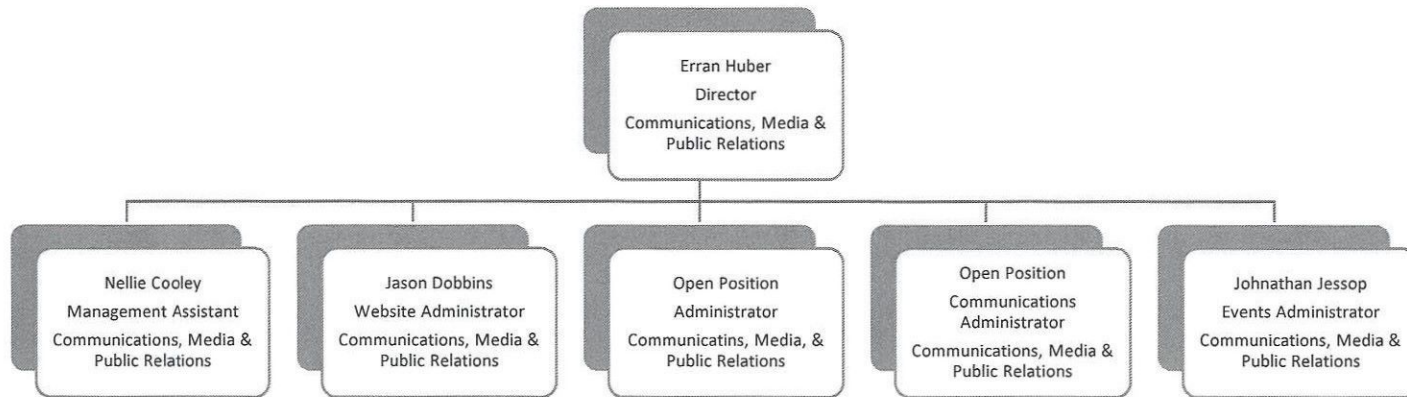 Erran Huber
Director
Communications, Media &
Public Relations
Nellie Cooley
Management Assistant
Communications, Media &
Public Relations
Jason Dobbins
Website Administrator
Communications, Media &
Public Relations
Open Position
Administrator
Communicatins, Media, &
Public Relations
Open Position
Communications
Administrator
Communications, Media &
Public Relations
Johnathan Jessop
Events Administrator
Communications, Media &
Public Relations